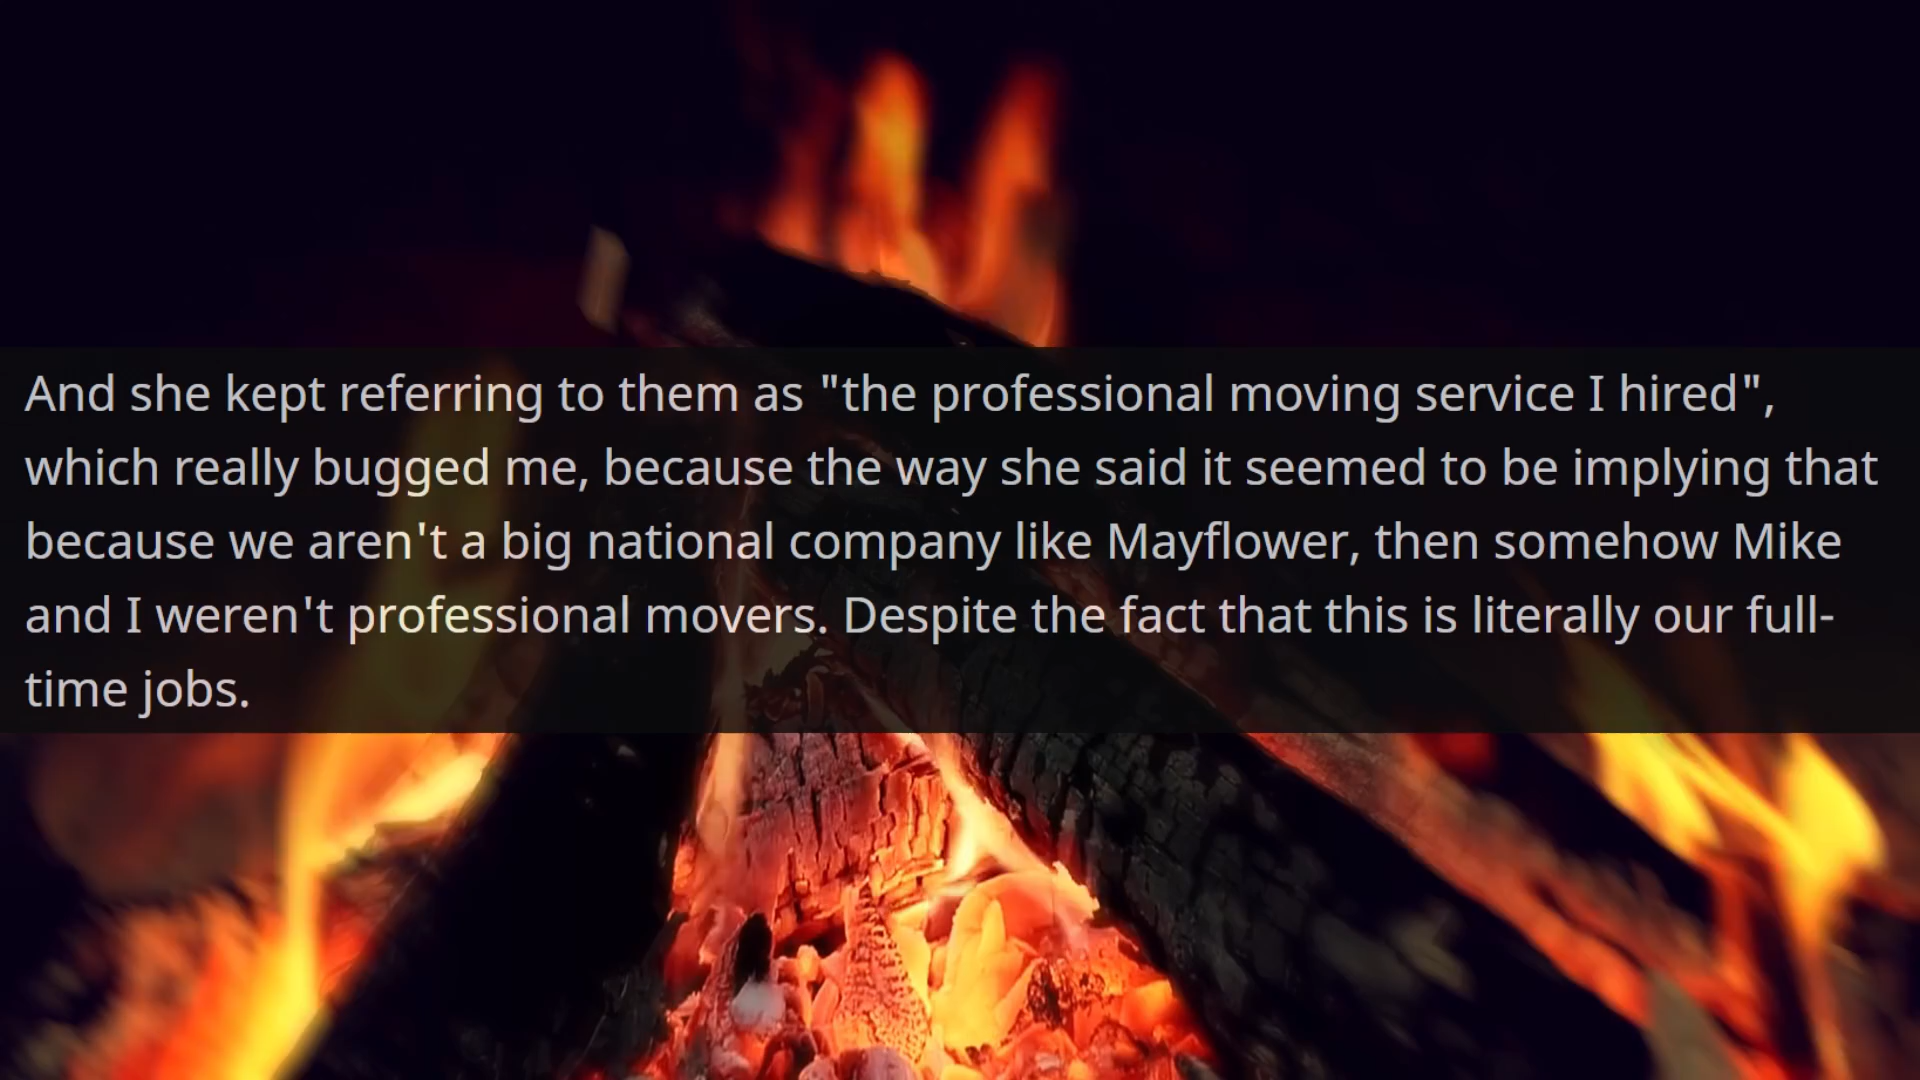 And she kept referring to them as "the professional moving service I hired",
which really bugged me, because the way she said it seemed to be implying that
because we aren't a big national company like Mayflower, then somehow Mike
and I weren't professional movers. Despite the fact that this is literally our full-
time jobs.